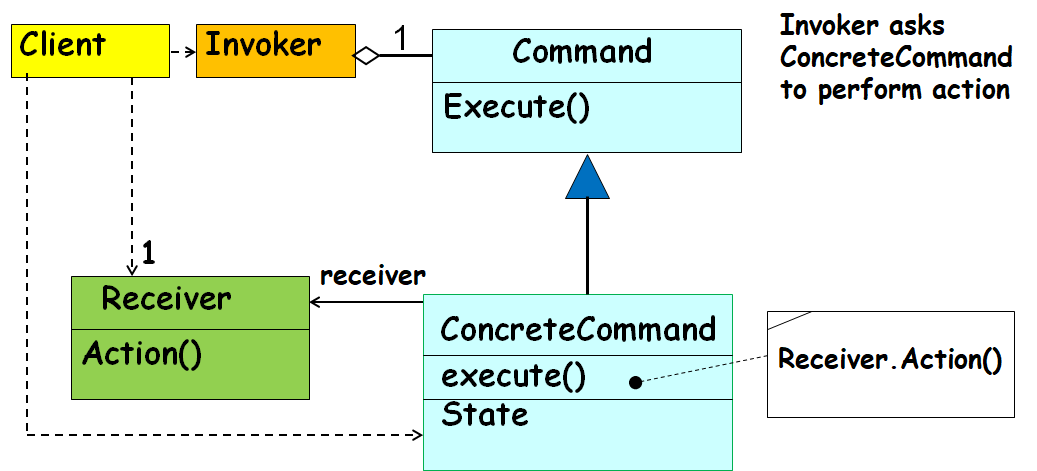 Client
Invoker
1
Command
Execute()
Invoker asks
ConcreteCommand
to perform action
1
Receiver
Action()
receiver
ConcreteCommand
execute()
State
Receiver.Action()